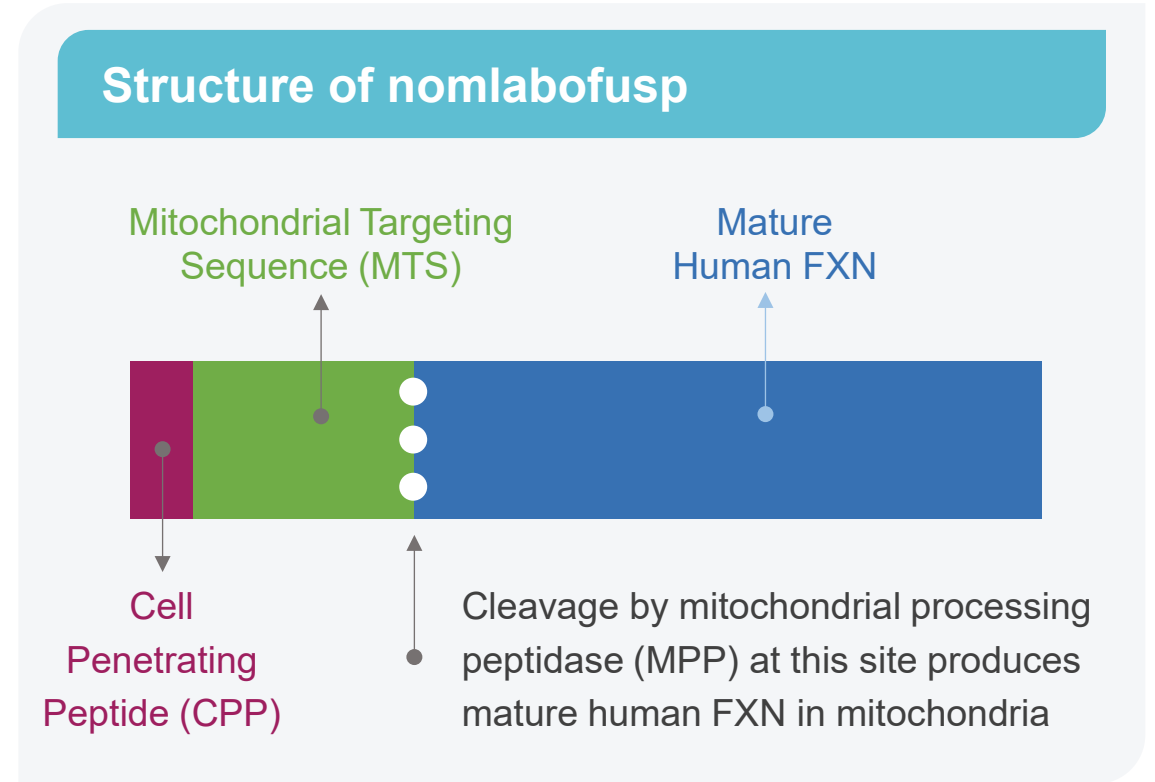 Structure of nomlabofusp
Mitochondrial Targeting
Sequence (MTS)
Mature
Human FXN
Cell
Penetrating
Peptide (CPP)
Cleavage by mitochondrial processing
peptidase (MPP) at this site produces
mature human FXN in mitochondria